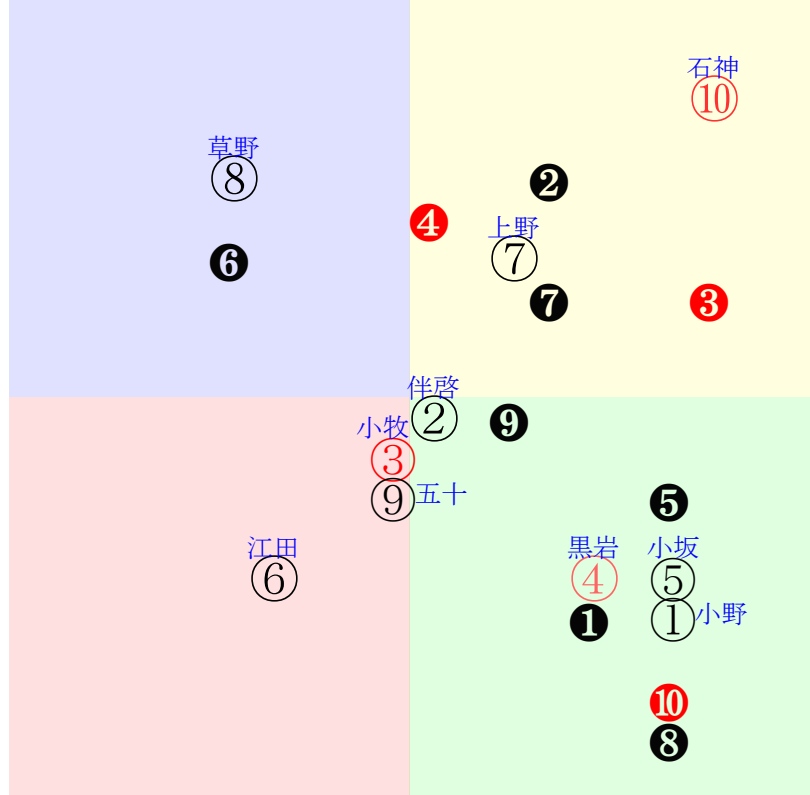 石神
⑩
草野
⑧
❷
❹
上野
⑦
❻
❼
❸
伴啓
②
❾
小牧
③
⑨五十
❺
江田
⑥
黒岩
④
小坂
⑤
❶
①小野
❿
❽